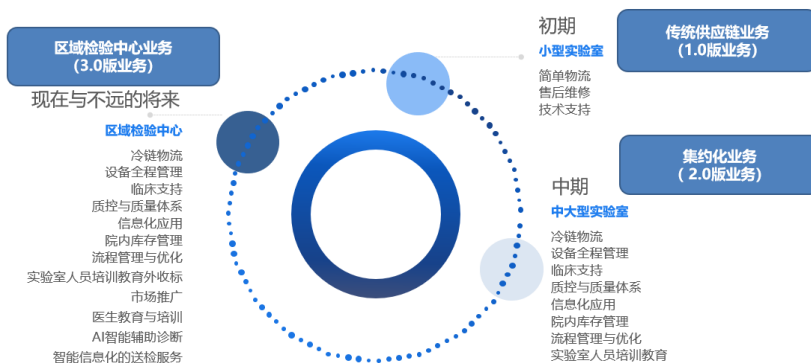 初期
小型实验室
简单物流
售后维修
技术支持
传统供应链业务
（1.0版业务）
中期
中大型实验室
冷链物流
设备全程管理
临床支持
质控与质量体系
信息化应用
院内库存管理
流程管理与优化
实验室人员培训教育
集约化业务
（ 2.0版业务）
区域检验中心业务
（3.0版业务）
现在与不远的将来
区域检验中心
冷链物流
设备全程管理
临床支持
质控与质量体系
信息化应用
院内库存管理
流程管理与优化
实验室人员培训教育外收标
市场推广
医生教育与培训
AI智能辅助诊断
智能信息化的送检服务